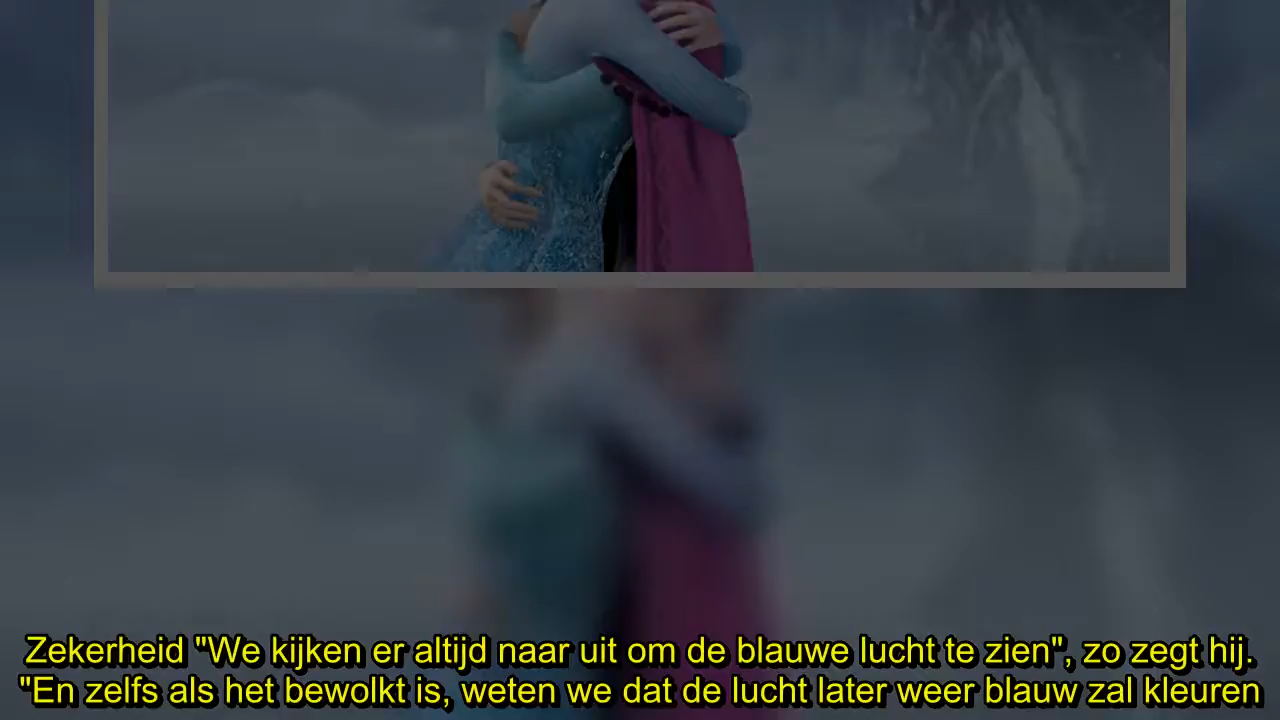 Zekerheid "We kijken er altijd naar uit om de blauwe lucht te zien", zo zegt hij.
"En zelfs als het bewolkt is, weten we dat de lucht later weer blauw zal kleuren